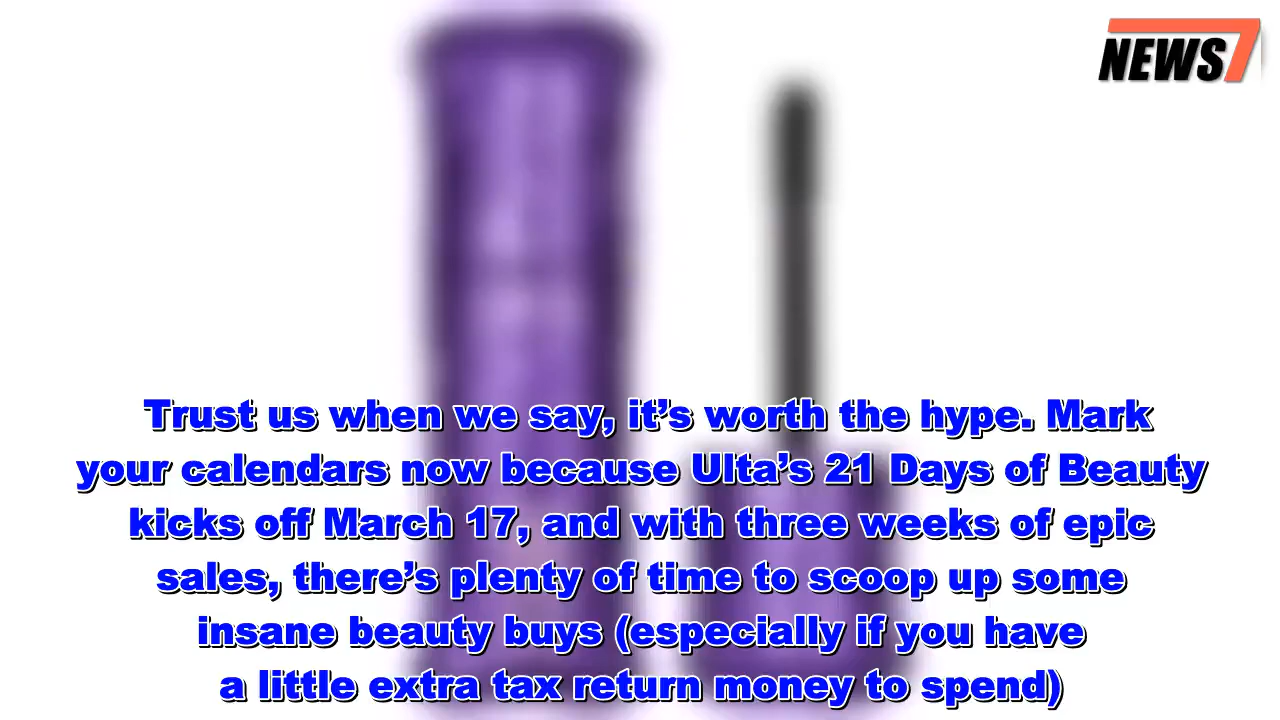 NEWS7
Trust us when we say, it’s worth the hype. Mark
your calendars now because Ulta’s 21 Days of Beauty
kicks off March 17, and with three weeks of epic
sales, there’s plenty of time to scoop up some
insane beauty buys (especially if you have
a little extra tax return money to spend)